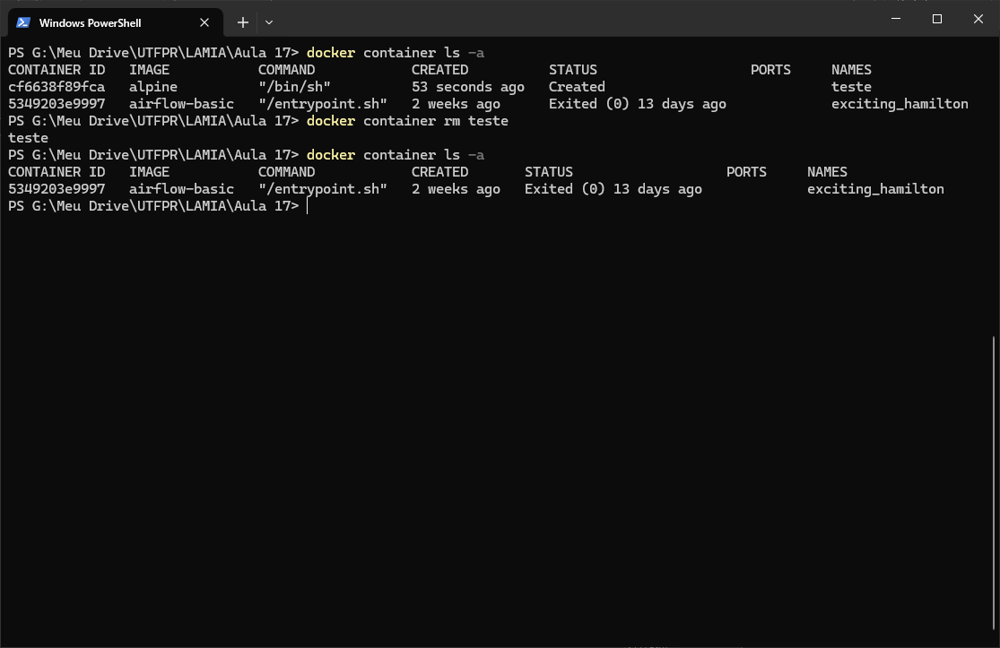 Windows PowerShell
PS G:\Meu Drive\UTFPR\LAMIA\Aula 17> docker container ls -a
CONTAINER ID   IMAGE           COMMAND            CREATED          STATUS                   PORTS     NAMES
cf6638f89fca   alpine          "/bin/sh"          53 seconds ago   Created                            teste
5349203e9997   airflow-basic   "/entrypoint.sh"   2 weeks ago      Exited (0) 13 days ago             exciting_hamilton
PS G:\Meu Drive\UTFPR\LAMIA\Aula 17> docker container rm teste
teste
PS G:\Meu Drive\UTFPR\LAMIA\Aula 17> docker container ls -a
CONTAINER ID   IMAGE           COMMAND            CREATED       STATUS                   PORTS     NAMES
5349203e9997   airflow-basic   "/entrypoint.sh"   2 weeks ago   Exited (0) 13 days ago             exciting_hamilton
PS G:\Meu Drive\UTFPR\LAMIA\Aula 17>